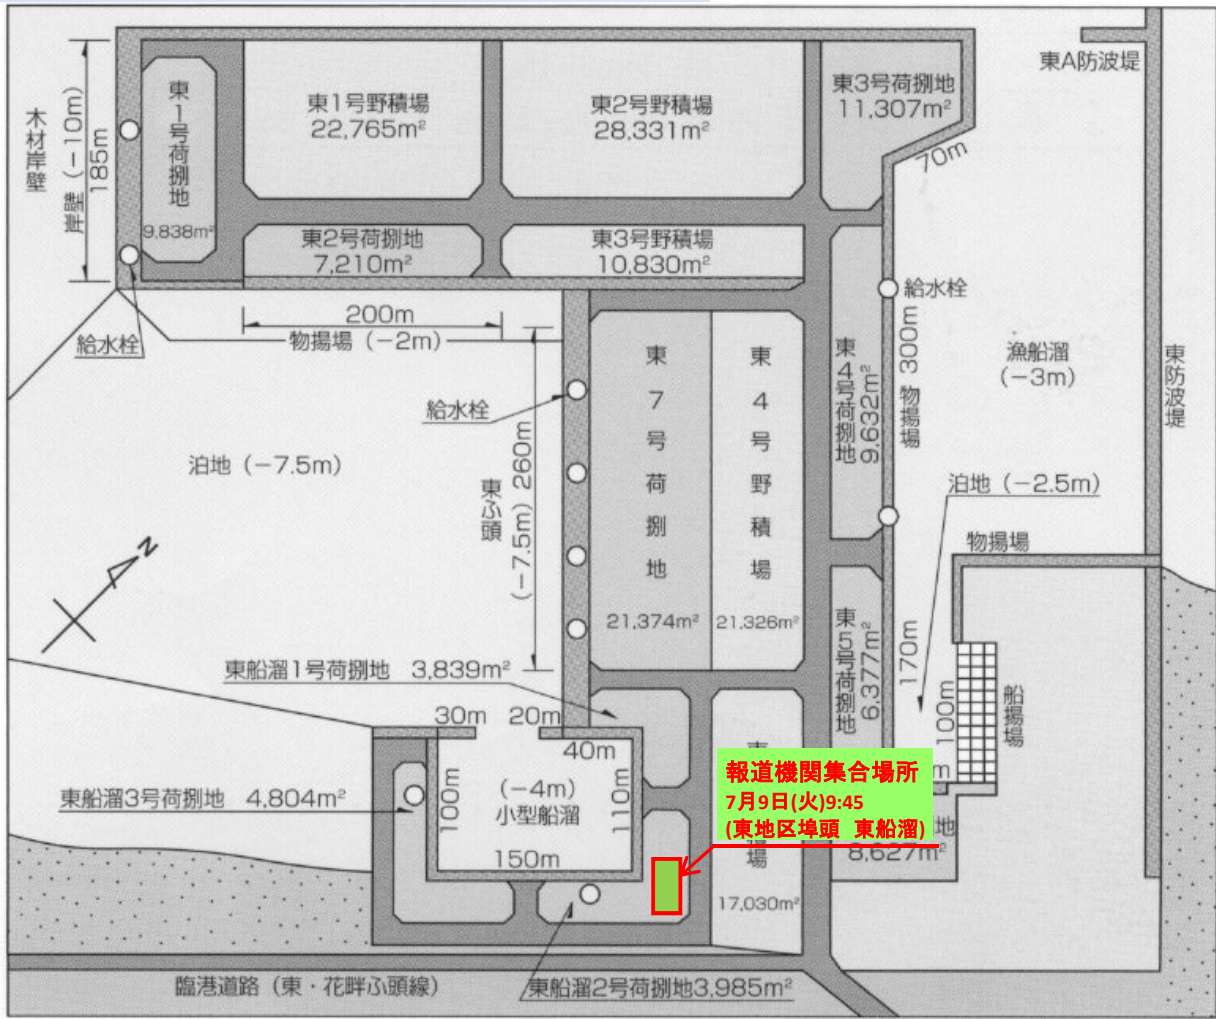 東A防波堤
木材岸壁
岸壁（－10m）
185m
東1号荷捌地
9,838m²
東1号野積場
22,765m²
東2号野積場
28,331m²
東3号荷捌地
11,307m²
70m
東2号荷捌地
7,210m²
東3号野積場
10,830m²
給水栓
200m
物揚場（－2m）
給水栓
300m
物揚場
漁船溜
（－3m）
東防波堤
給水栓
泊地（－7.5m）
東ふ頭
（－7.5m）260m
東7号荷捌地
21,374m²
東4号野積場
21,326m²
東4号荷捌地
9,632m²
泊地（－2.5m）
物揚場
N
東5号荷捌地
6,377m²
170m
100m
船揚場
東船溜1号荷捌地　3,839m²
30m
20m
40m
（－4m）
小型船溜
100m
110m
150m
東船溜3号荷捌地　4,804m²
報道機関集合場所
7月9日(火)9:45
(東地区埠頭　東船溜)
m
地
8,627m²
場
17,030m²
臨港道路（東・花畔ふ頭線）
東船溜2号荷捌地3,985m²